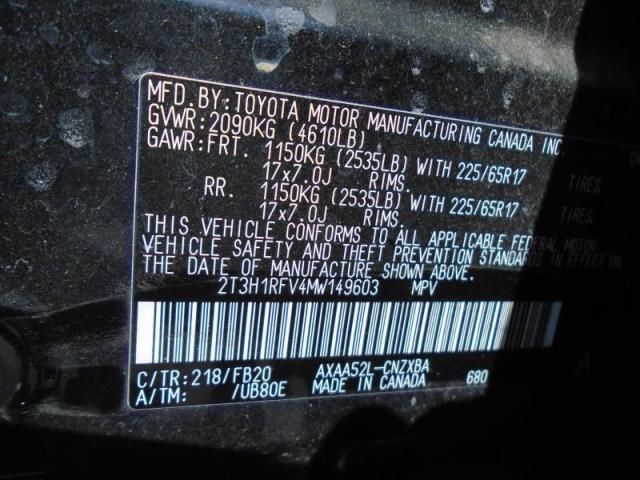 MFD.BY:TOYOTA MOTOR MANUFACTURING CANADA INC.
GVWR:2090KG (4610LB)
GAWR:FRT. 1150KG (2535LB) WITH 225/65R17 TIRES,
17x7.0J RIMS.
RR. 1150KG (2535LB) WITH 225/65R17 TIRES,
17x7.0J RIMS.
THIS VEHICLE CONFORMS TO ALL APPLICABLE FEDERAL MOTOR
VEHICLE SAFETY AND THEFT PREVENTION STANDARDS IN EFFECT ON
THE DATE OF MANUFACTURE SHOWN ABOVE.
2T3H1RFV4MW149603 MPV
C/TR:218/FB20 AXAA52L-CNZXBA A
A/TM: /UB80E MADE IN CANADA 680